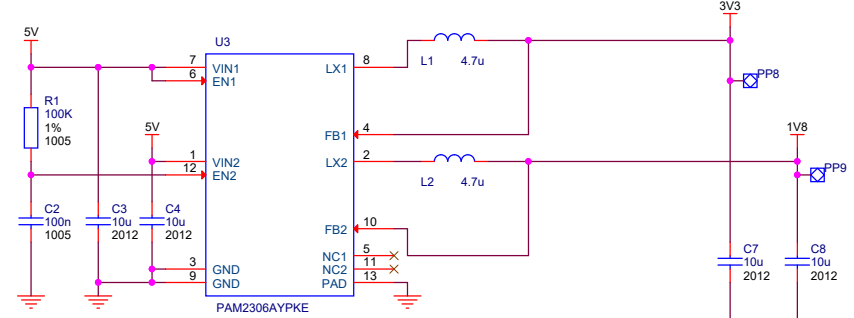 3V3
5V
U3
7
VIN1
LX1
8
6
EN1
L1
4.7u
PP8
R1
100K
1%
1005
5V
FB1
4
1V8
1
VIN2
LX2
2
12
EN2
L2
4.7u
PP9
C2
100n
1005
C3
10u
2012
C4
10u
2012
FB2
10
NC1
5
NC2
11
3
GND
9
GND
PAD
13
C7
10u
2012
C8
10u
2012
PAM2306AYPKE